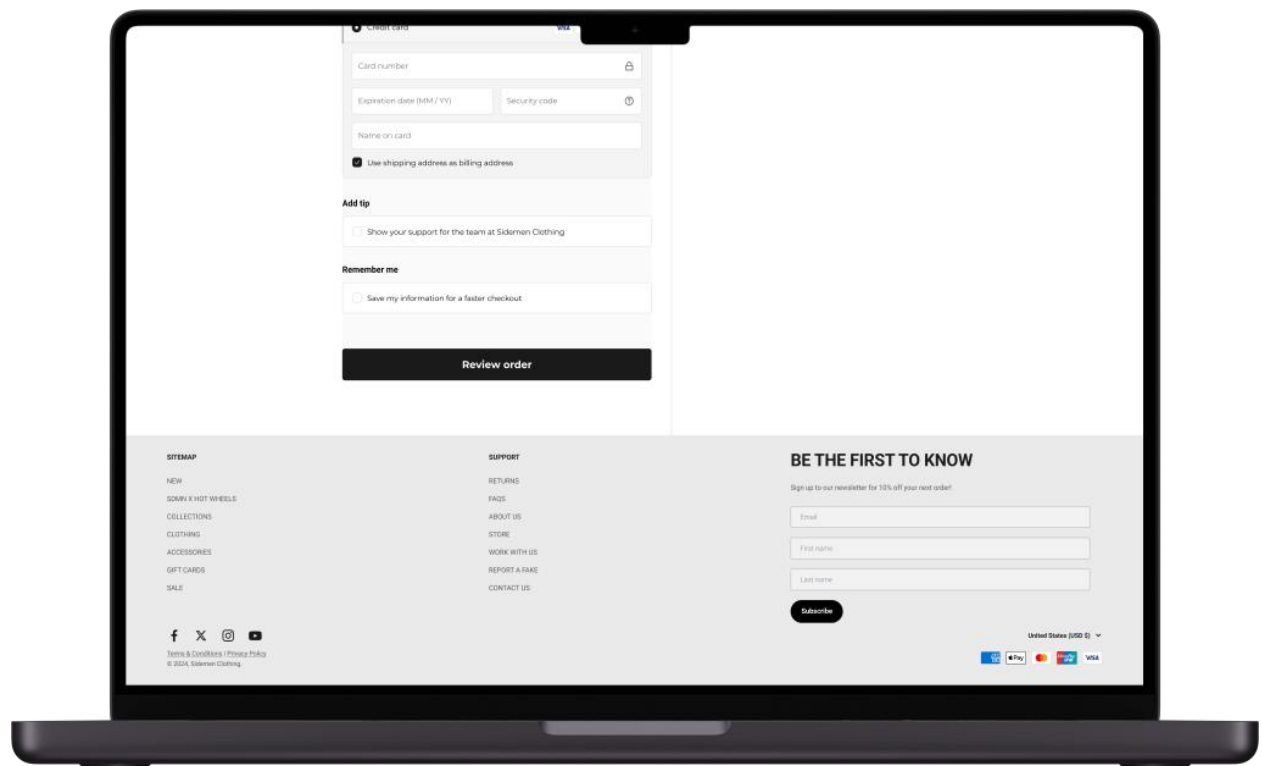 Credit card VISA
Card number
Expiration date (MM / YY) Security code
Name on card
Use shipping address as billing address
Add tip
Show your support for the team at Sidemen Clothing
Remember me
Save my information for a faster checkout
Review order
SITEMAP
NEW
SDMN X HOT WHEELS
COLLECTIONS
CLOTHING
ACCESSORIES
GIFT CARDS
SALE
SUPPORT
RETURNS
FAQS
ABOUT US
STORE
WORK WITH US
REPORT A FAKE
CONTACT US
BE THE FIRST TO KNOW
Sign up to our newsletter for 10% off your next order!
Email
First name
Last name
Subscribe
Terms & Conditions | Privacy Policy
© 2024, Sidemen Clothing.
United States (USD $)
Pay VISA